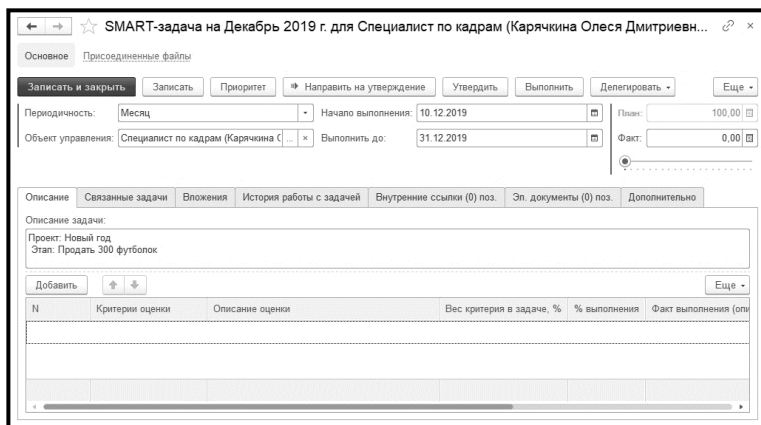 SMART-задача на Декабрь 2019 г. для Специалист по кадрам (Карячкина Олеся Дмитриевн...
Основное Присоединенные файлы
Записать и закрыть Записать Приоритет Направить на утверждение Утвердить Выполнить Делегировать Еще
Периодичность: Месяц Начало выполнения: 10.12.2019 План: 100,00
Объект управления: Специалист по кадрам (Карячкина С ... × Выполнить до: 31.12.2019 Факт: 0,00
Описание Связанные задачи Вложения История работы с задачей Внутренние ссылки (0) поз. Эл. документы (0) поз. Дополнительно
Описание задачи:
Проект: Новый год
Этап: Продать 300 футболок
Добавить Еще
N Критерии оценки Описание оценки Вес критерия в задаче, % % выполнения Факт выполнения (опи